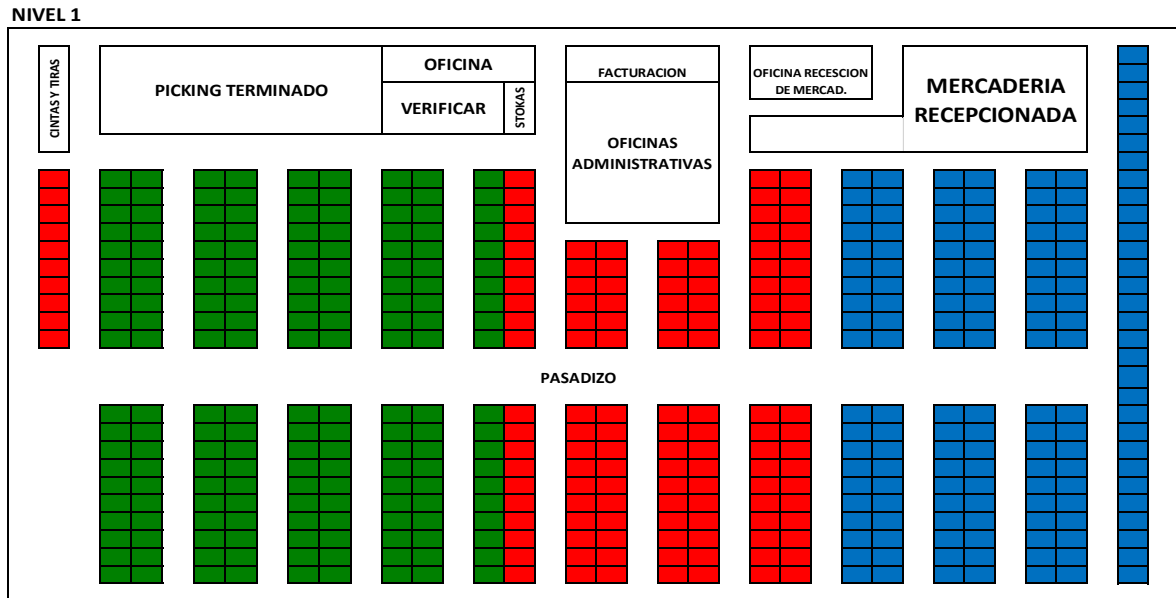 NIVEL 1
CINTAS Y TIRAS
PICKING TERMINADO
OFICINA
VERIFICAR
STOKAS
FACTURACION
OFICINAS
ADMINISTRATIVAS
OFICINA RECESCION
DE MERCAD.
MERCADERIA
RECEPCIONADA
PASADIZO